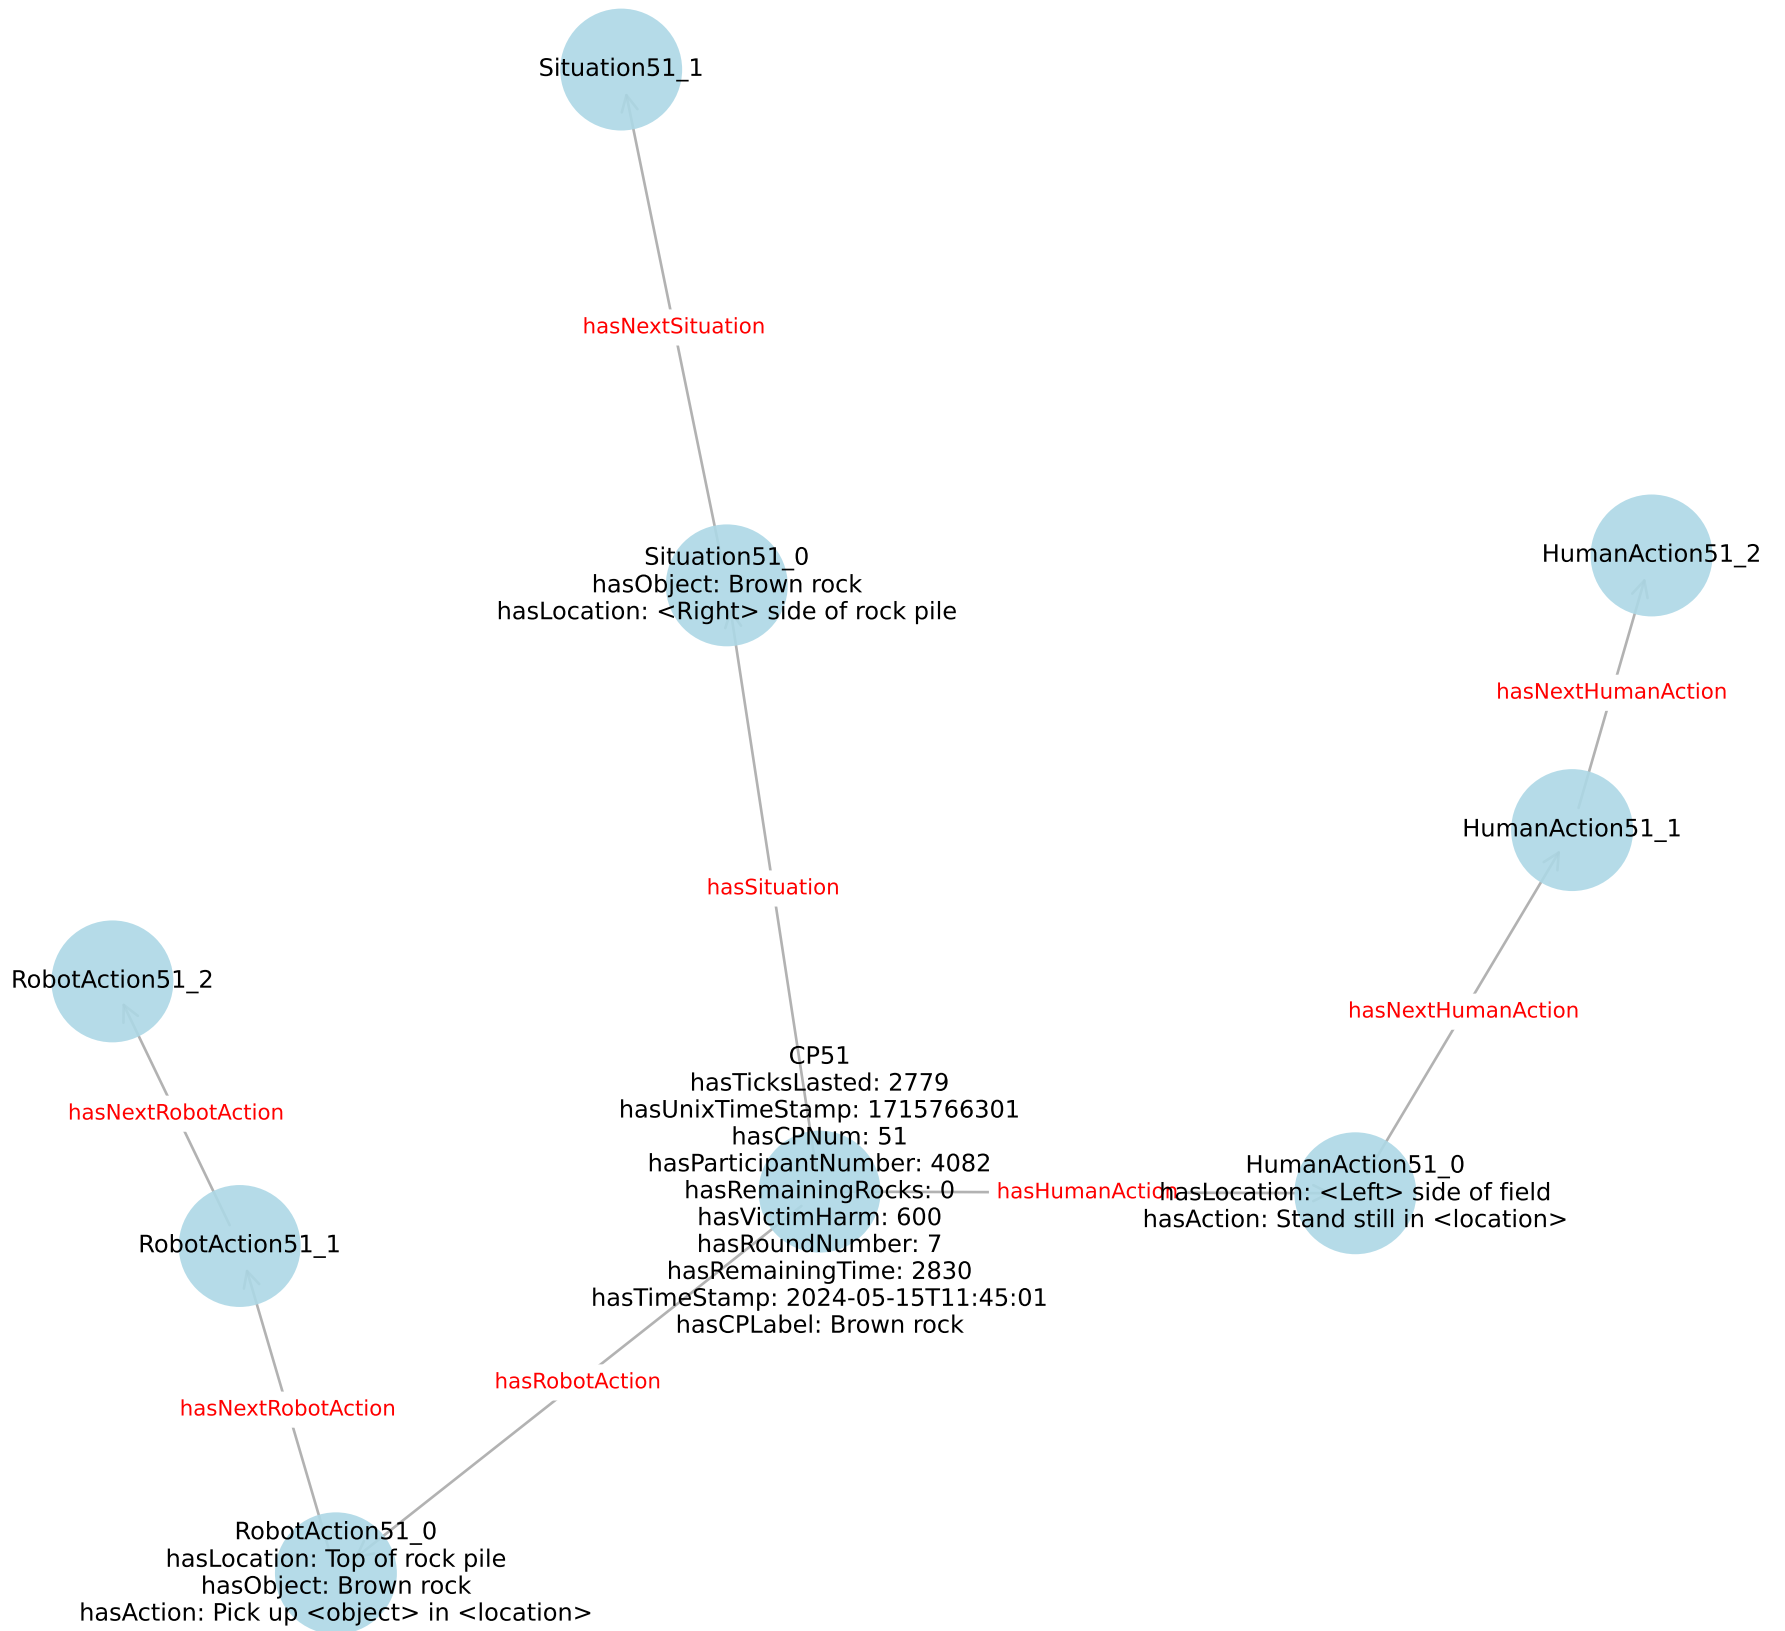 Situation51_1
hasNextSituation
Situation51_0
hasObject: Brown rock
hasLocation: <Right> side of rock pile
HumanAction51_2
hasNextHumanAction
HumanAction51_1
hasSituation
RobotAction51_2
hasNextHumanAction
CP51
hasTicksLasted: 2779
hasUnixTimeStamp: 1715766301
hasCPNum: 51
hasParticipantNumber: 4082
hasRemainingRocks: 0
hasVictimHarm: 600
hasRoundNumber: 7
hasRemainingTime: 2830
hasTimeStamp: 2024-05-15T11:45:01
hasCPLabel: Brown rock
hasNextRobotAction
hasHumanAction
HumanAction51_0
hasLocation: <Left> side of field
hasAction: Stand still in <location>
RobotAction51_1
hasRobotAction
hasNextRobotAction
RobotAction51_0
hasLocation: Top of rock pile
hasObject: Brown rock
hasAction: Pick up <object> in <location>